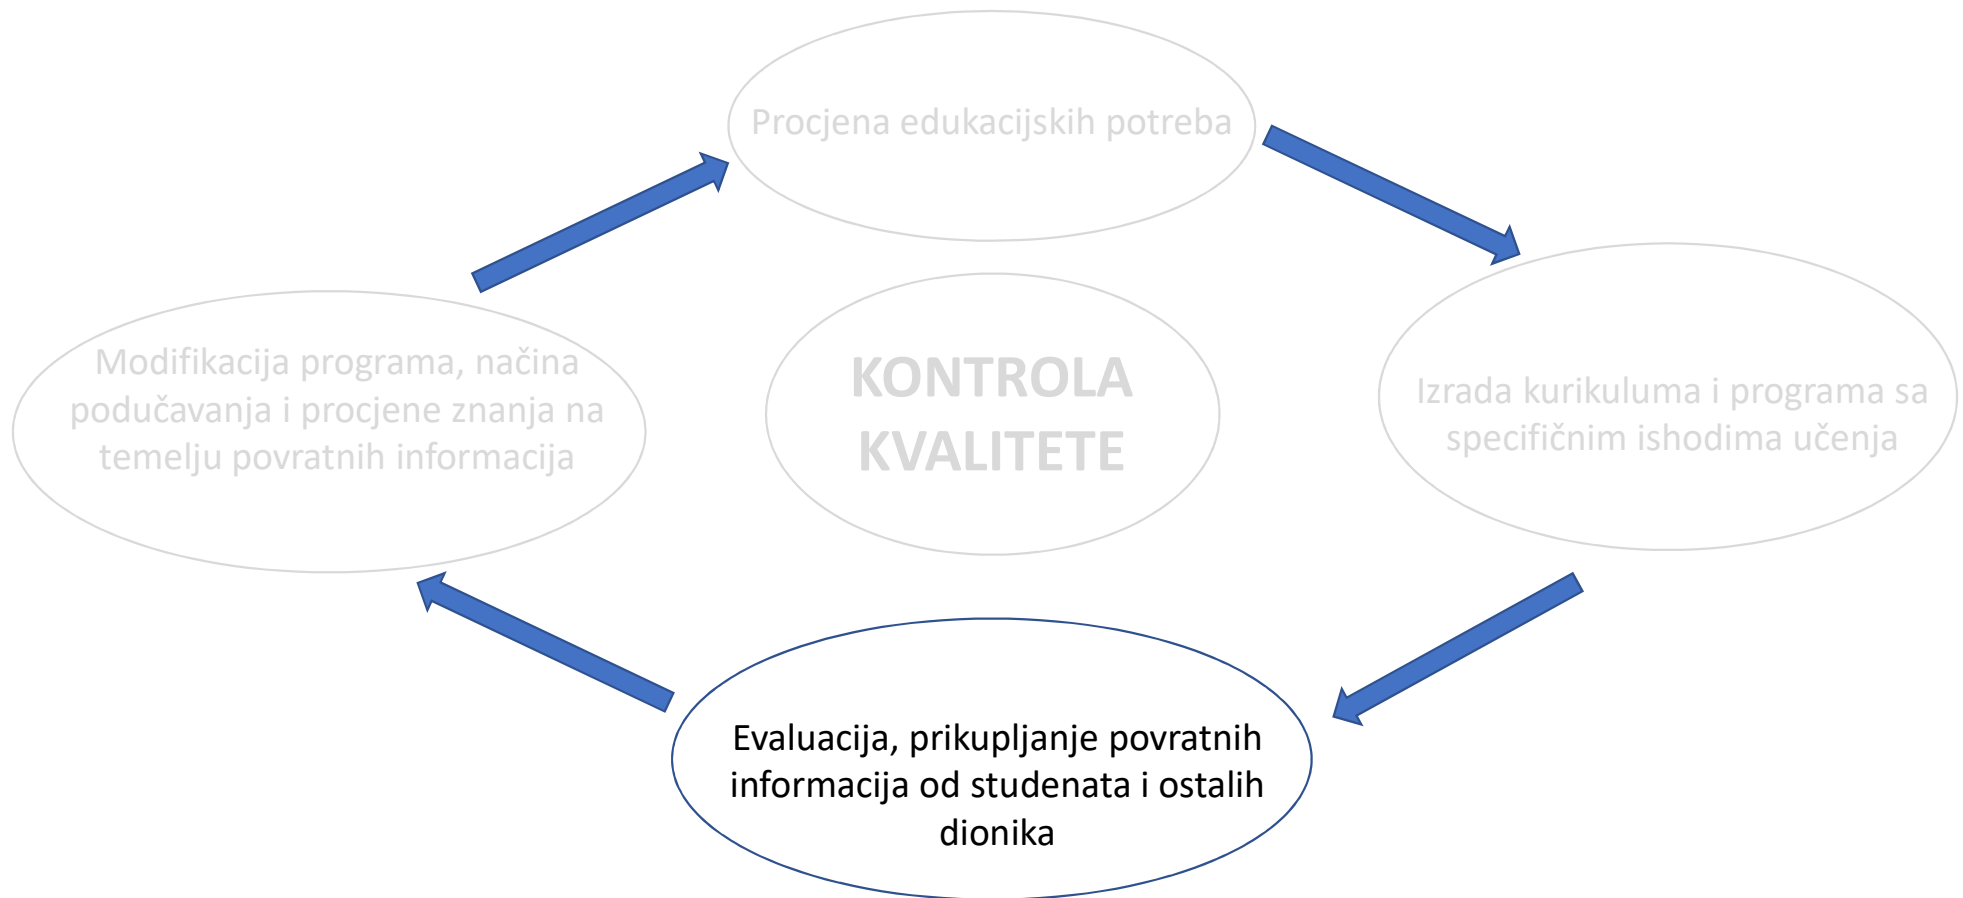 Procjena edukacijskih potreba
Modifikacija programa, načina
podučavanja i procjene znanja na
temelju povratnih informacija
KONTROLA
KVALITETE
Izrada kurikuluma i programa sa
specifičnim ishodima učenja
Evaluacija, prikupljanje povratnih
informacija od studenata i ostalih
dionika